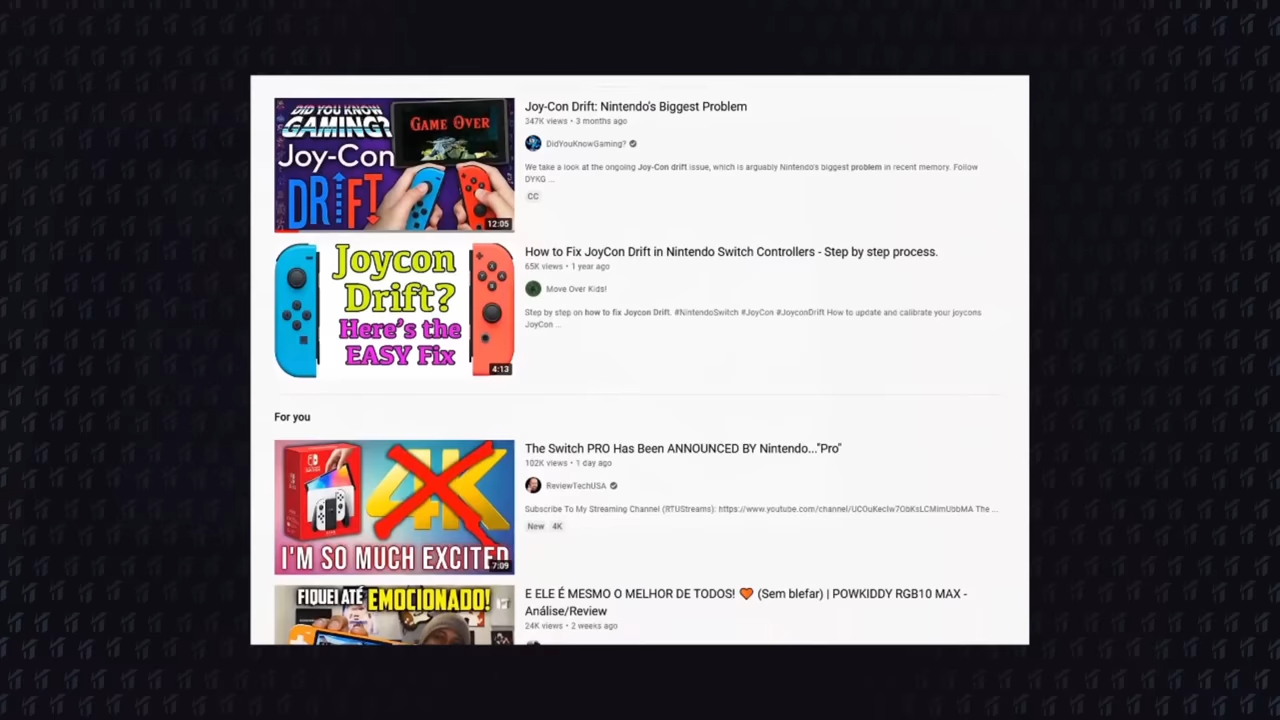 DID YOU KNOW
GAMING?
GAME OVER
Joy-Con
DRIFT
12:05
Joy-Con Drift: Nintendo's Biggest Problem
347K views • 3 months ago
DidYouKnowGaming?
We take a look at the ongoing Joy-Con drift issue, which is arguably Nintendo's biggest problem in recent memory. Follow
DYKG ...
CC
Joycon
Drift?
Here's the
EASY Fix
4:13
How to Fix JoyCon Drift in Nintendo Switch Controllers - Step by step process.
65K views • 1 year ago
Move Over Kids!
Step by step on how to fix Joycon Drift. #NintendoSwitch #JoyCon #JoyconDrift How to update and calibrate your joycons
JoyCon ...
For you
4K
I'M SO MUCH EXCITED
7:09
The Switch PRO Has Been ANNOUNCED BY Nintendo..."Pro"
102K views • 1 day ago
ReviewTechUSA
Subscribe To My Streaming Channel (RTUStreams): The ...
New 4K
FIQUEI ATÉ EMOCIONADO!
E ELE É MESMO O MELHOR DE TODOS! 🧡 (Sem blefar) | POWKIDDY RGB10 MAX -
Análise/Review
24K views • 2 weeks ago